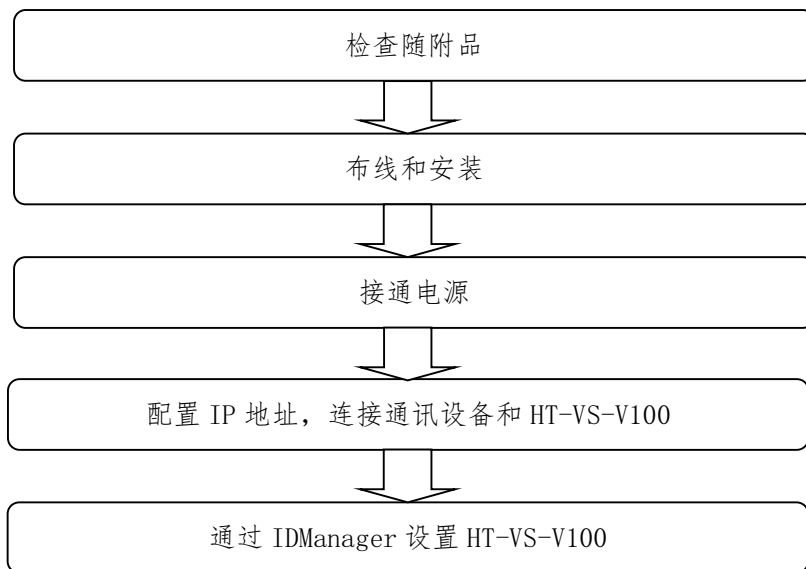 检查随附品
布线和安装
接通电源
配置 IP 地址，连接通讯设备和 HT-VS-V100
通过 IDManager 设置 HT-VS-V100